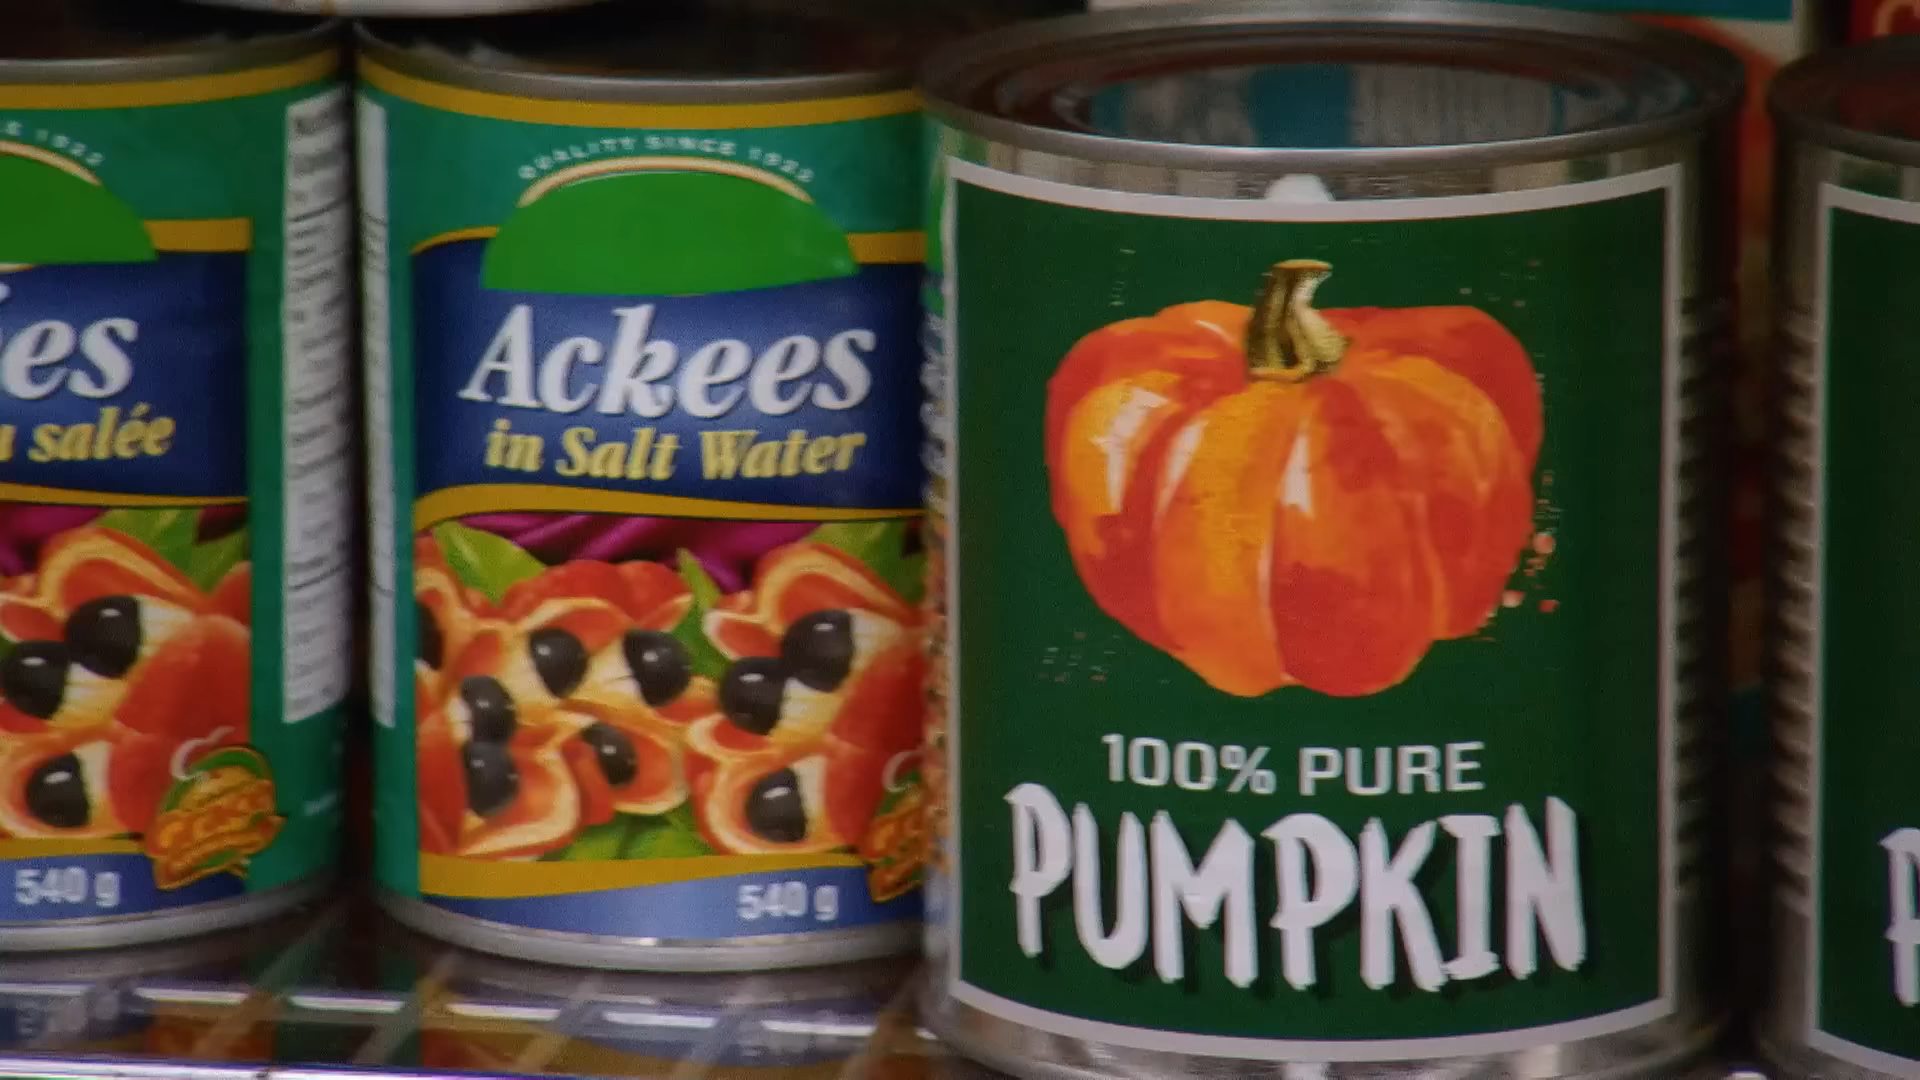 QUALITY SINCE 1922
Ackees
in Salt Water
540 g
es
salée
540 g
100% PURE
PUMPKIN